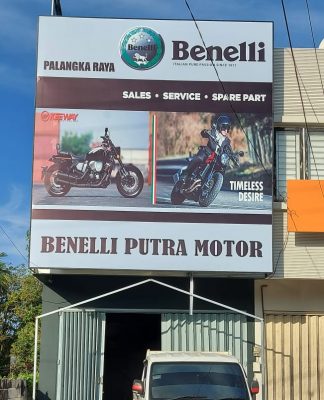 Benelli
Benelli
ITALIAN PURE PASSION SINCE 1911
PALANGKA RAYA
SALES • SERVICE • SPARE PART
KEEWAY
TIMELESS
DESIRE
BENELLI PUTRA MOTOR